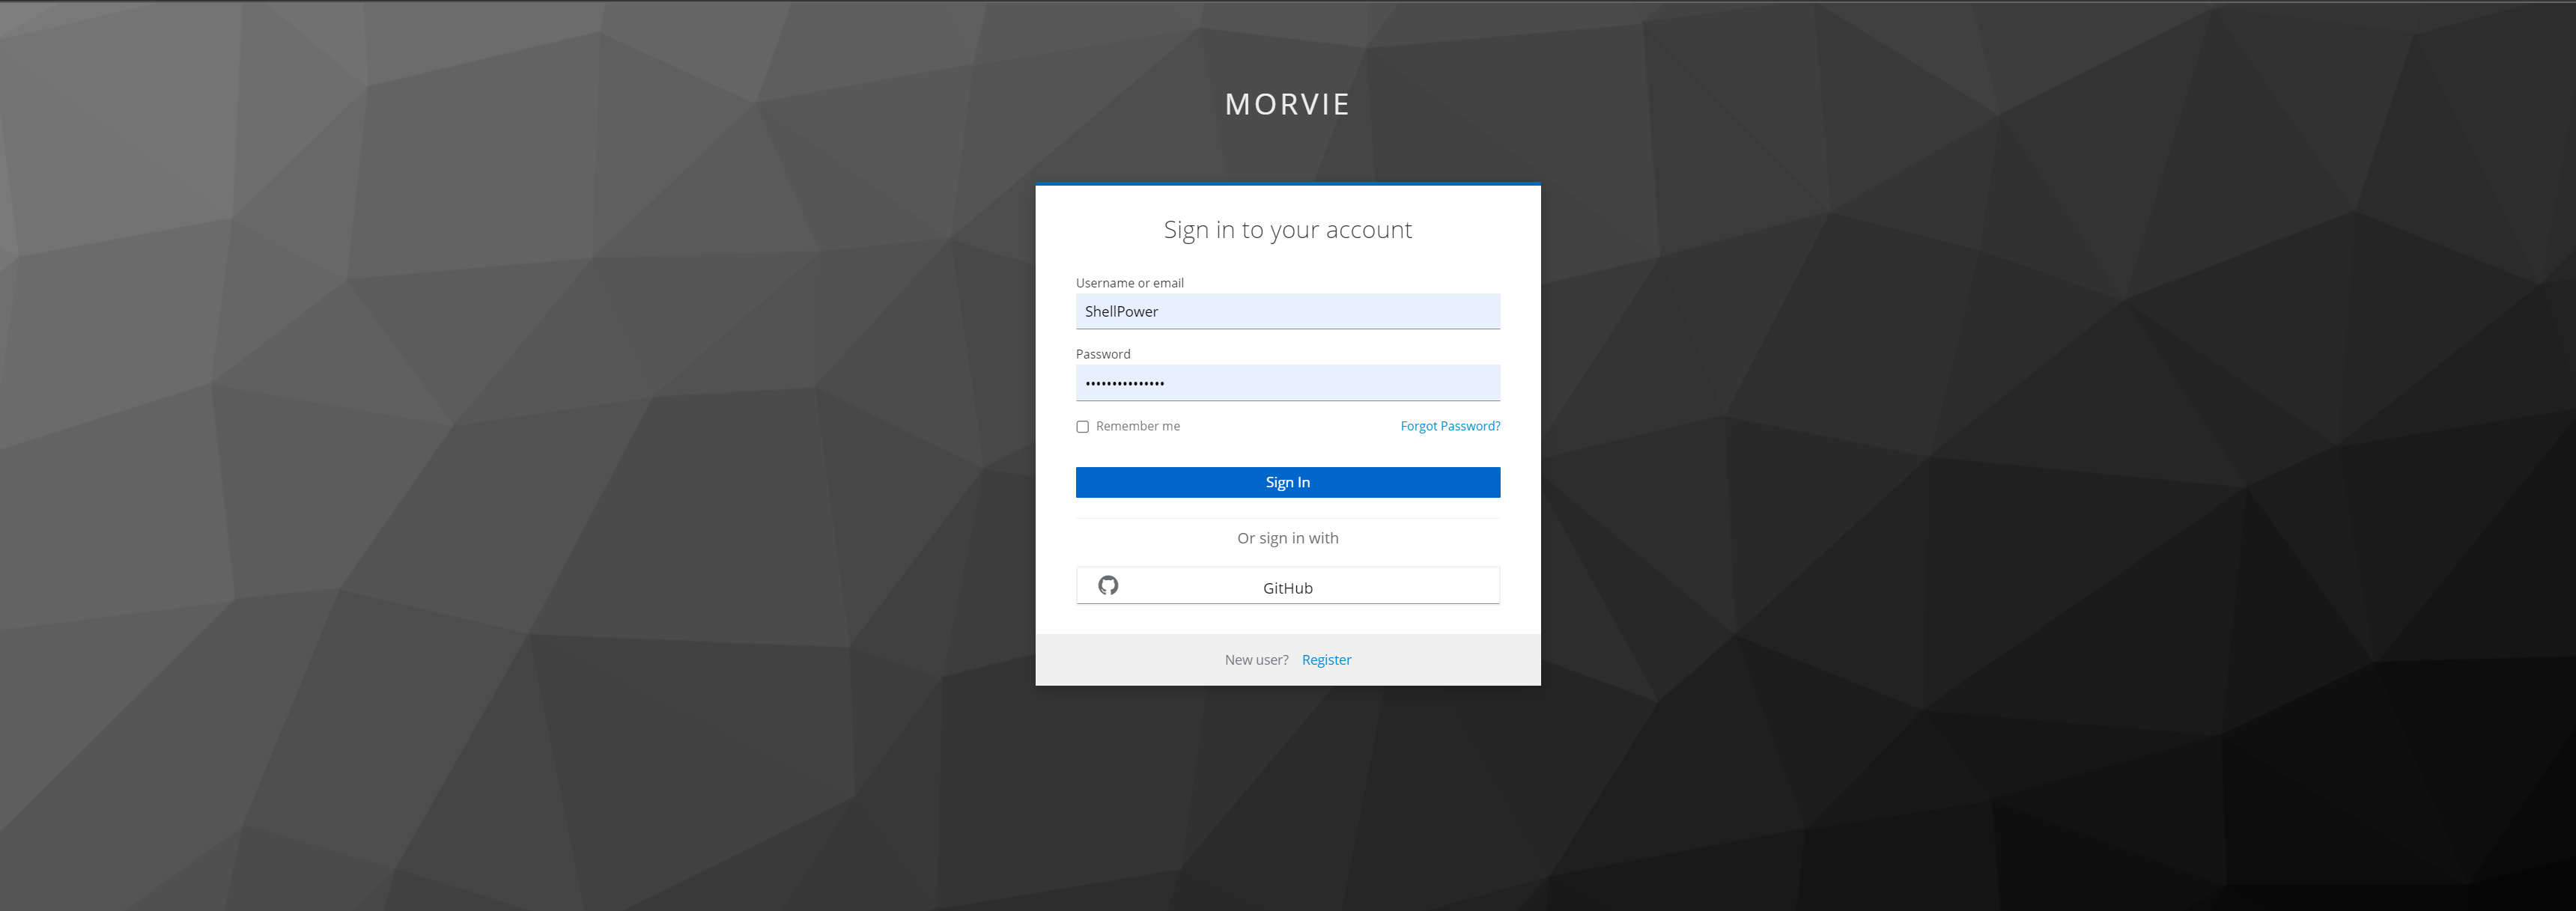 MORVIE
Sign in to your account
Username or email
ShellPower
Password
•••••••••••••••
Remember me
Forgot Password?
Sign In
Or sign in with
GitHub
New user? Register